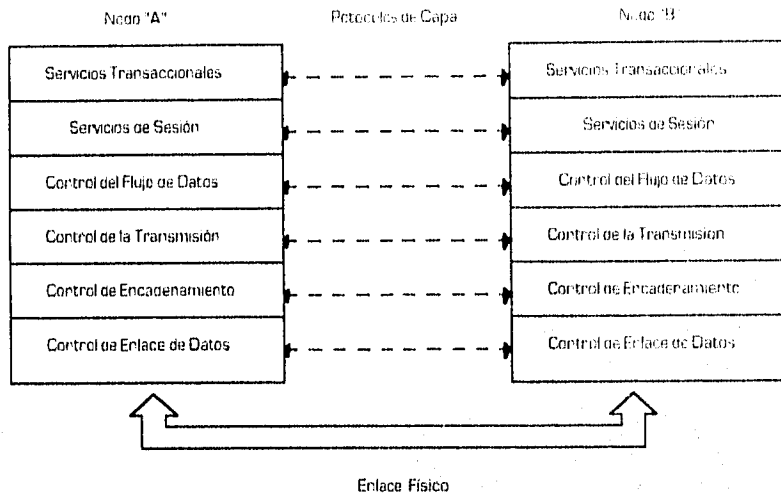 Nodo "A" Potocolos de Capa Nodo "B"
Servicios Transaccionales Servicios Transaccionales
Servicios de Sesión Servicios de Sesión
Control del Flujo de Datos Control del Flujo de Datos
Control de la Transmisión Control de la Transmisión
Control de Encadenamiento Control de Encadenamiento
Control de Enlace de Datos Control de Enlace de Datos
Enlace Físico